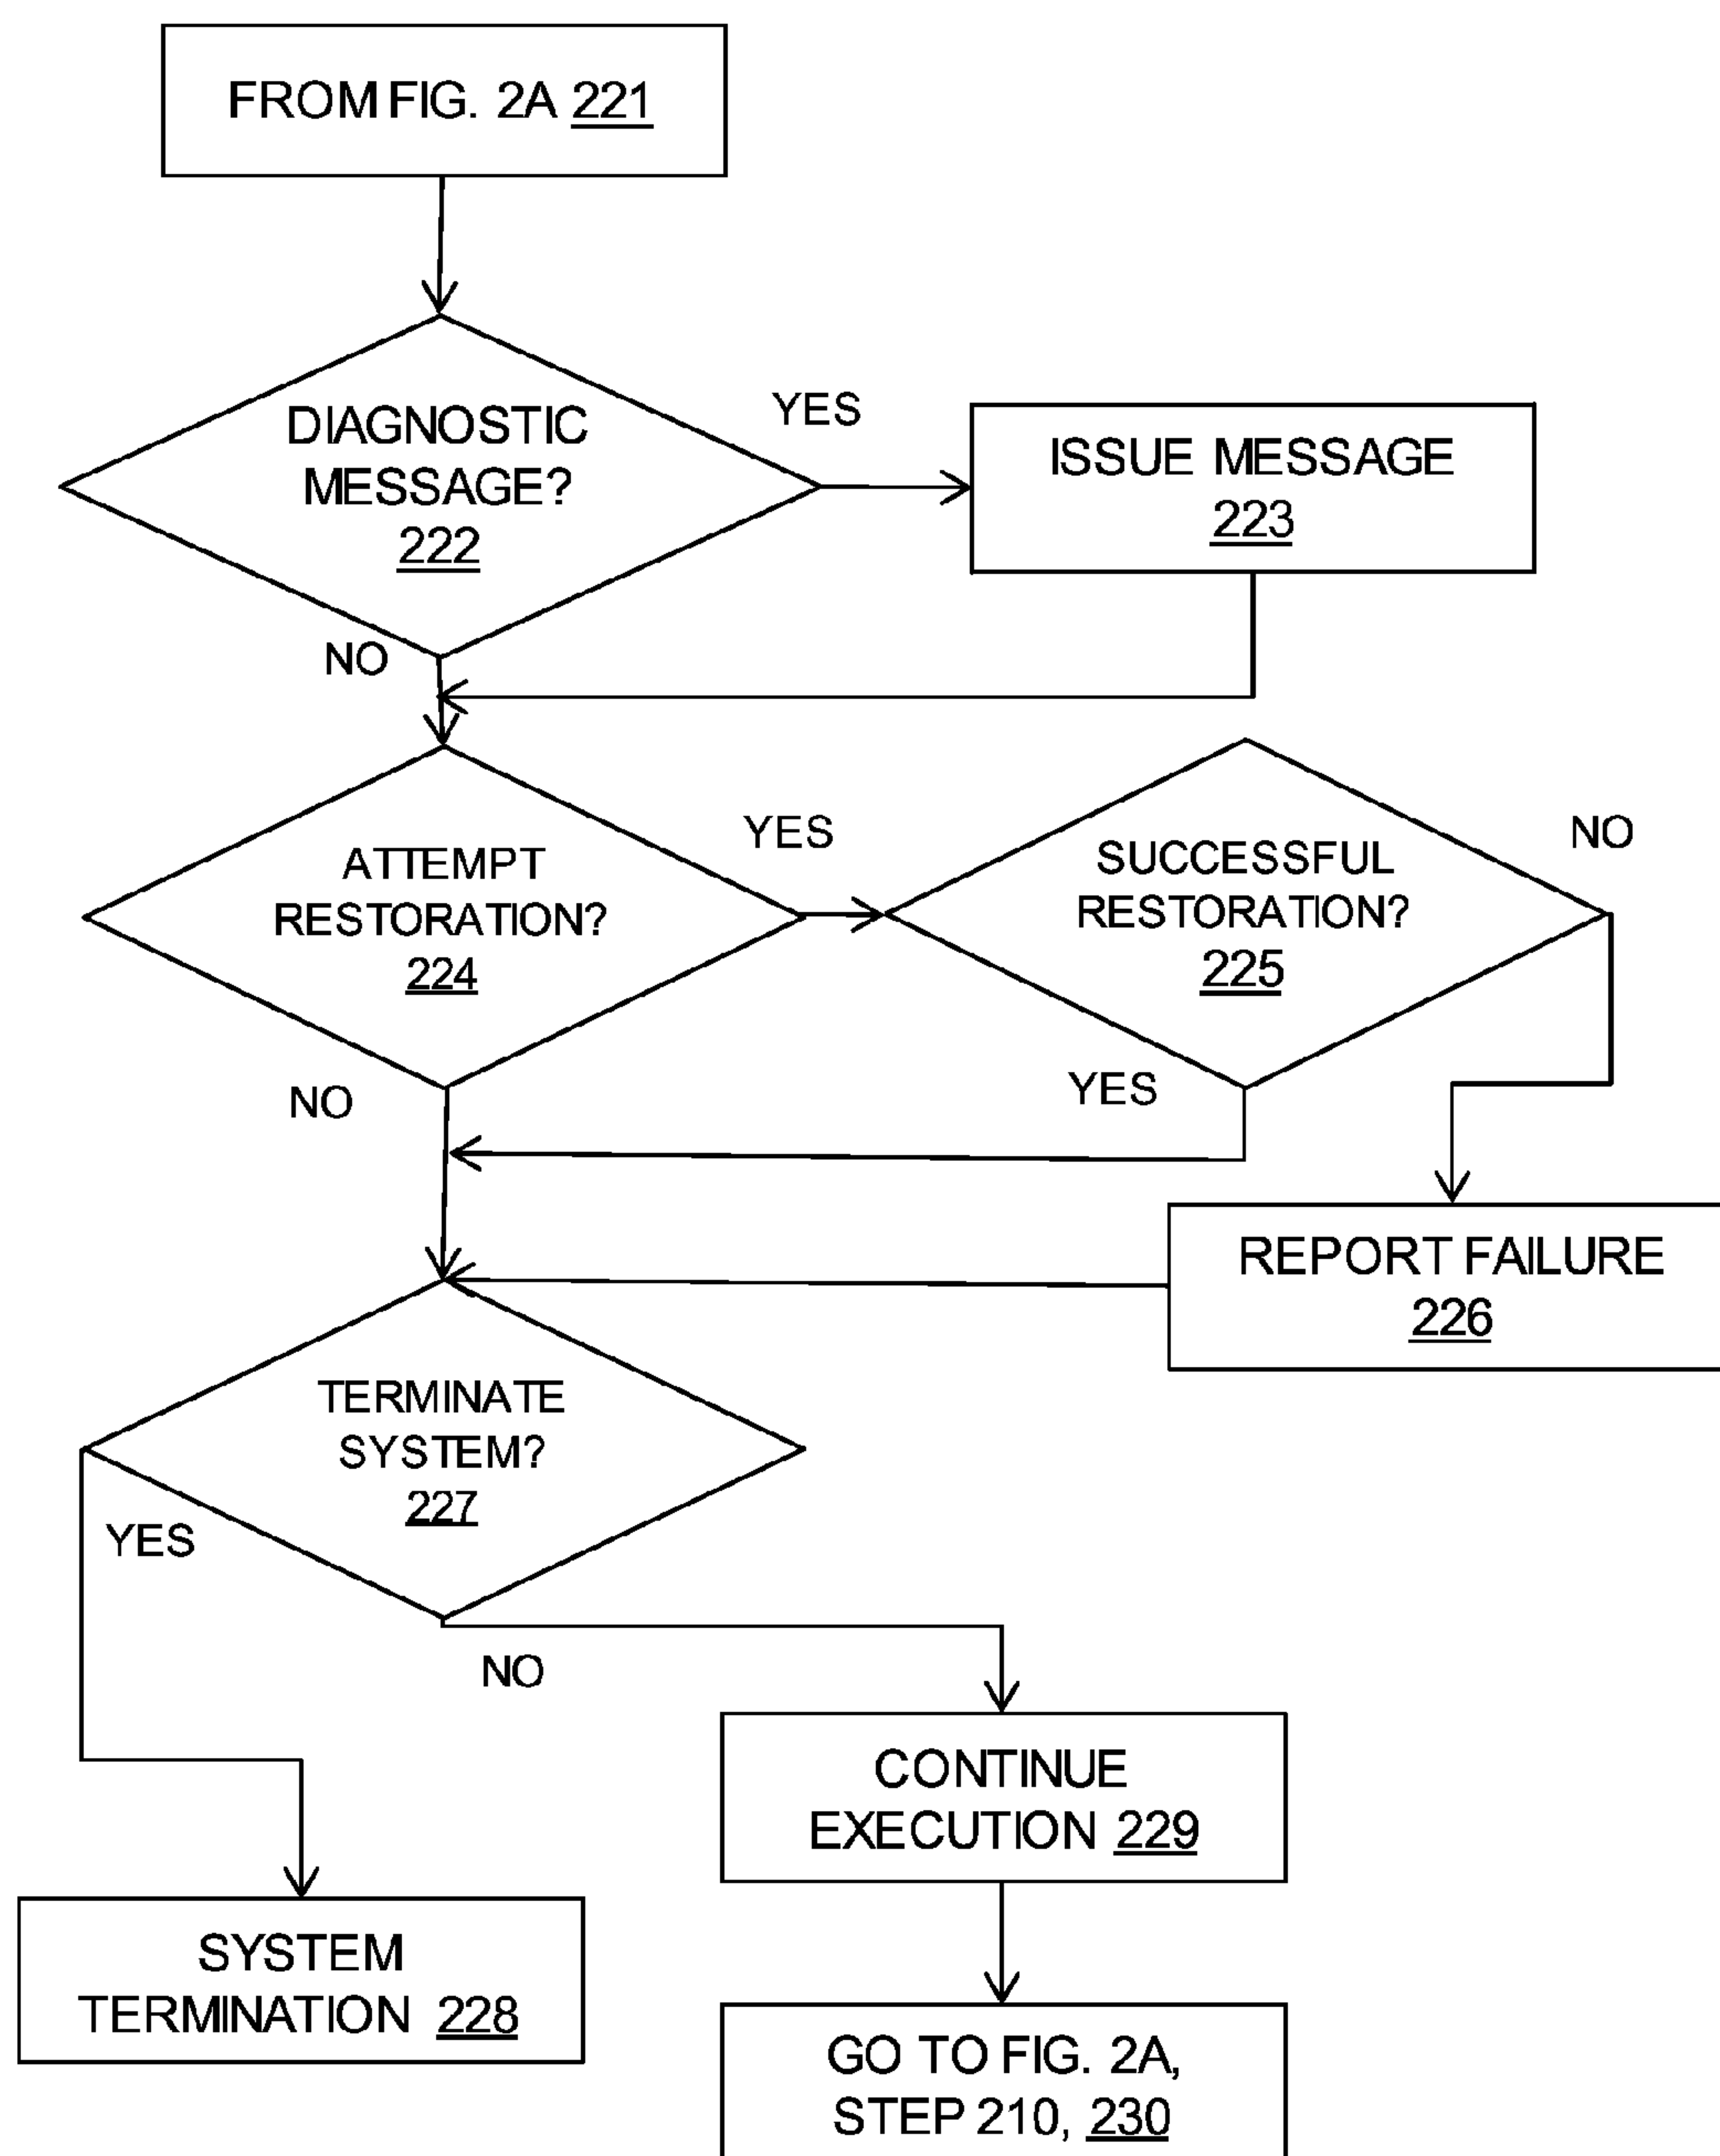 FROM FIG. 2A 221
DIAGNOSTIC
MESSAGE?
222
YES
ISSUE MESSAGE
223
NO
ATTEMPT
RESTORATION?
224
YES
SUCCESSFUL
RESTORATION?
225
NO
NO
YES
REPORT FAILURE
226
TERMINATE
SYSTEM?
227
YES
NO
CONTINUE
EXECUTION 229
SYSTEM
TERMINATION 228
GO TO FIG. 2A,
STEP 210, 230